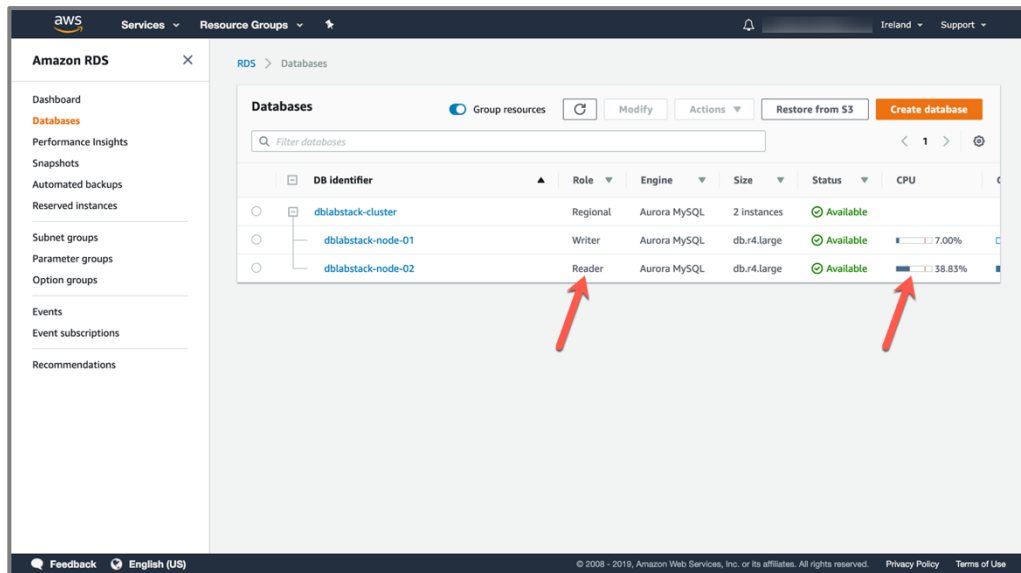 aws Services Resource Groups Ireland Support
Amazon RDS
RDS > Databases
Dashboard
Databases
Performance Insights
Snapshots
Automated backups
Reserved instances
Subnet groups
Parameter groups
Option groups
Events
Event subscriptions
Recommendations
Databases Group resources Modify Actions Restore from S3 Create database
Filter databases < 1 >
DB identifier Role Engine Size Status CPU
dblabstack-cluster Regional Aurora MySQL 2 instances Available
dblabstack-node-01 Writer Aurora MySQL db.r4.large Available 7.00%
dblabstack-node-02 Reader Aurora MySQL db.r4.large Available 38.83%
Feedback English (US) © 2008 - 2019, Amazon Web Services, Inc. or its affiliates. All rights reserved. Privacy Policy Terms of Use